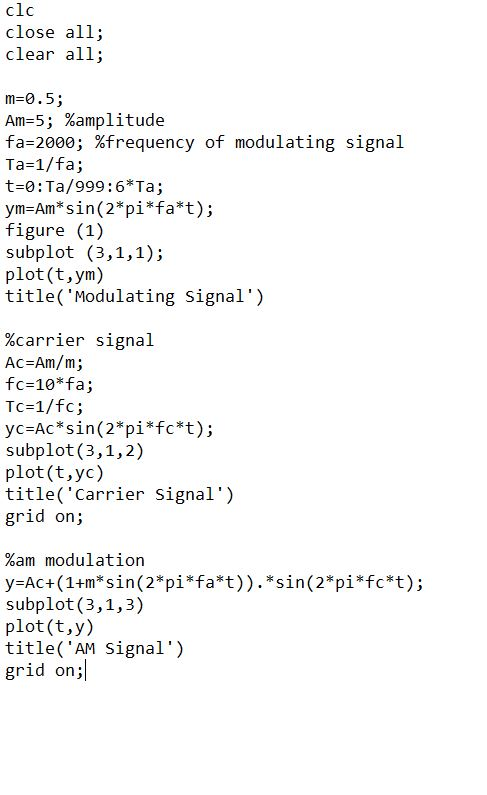 clc
close all;
clear all;
m=0.5;
Am=5; %amplitude
fa=2000; %frequency of modulating signal
Ta=1/fa;
t=0:Ta/999:6*Ta;
ym=Am*sin(2*pi*fa*t);
figure (1)
subplot (3,1,1);
plot(t,ym)
title('Modulating Signal')
%carrier signal
Ac=Am/m;
fc=10*fa;
Tc=1/fc;
yc=Ac*sin(2*pi*fc*t);
subplot(3,1,2)
plot(t,yc)
title('Carrier Signal')
grid on;
%am modulation
y=Ac+(1+m*sin(2*pi*fa*t)).*sin(2*pi*fc*t);
subplot(3,1,3)
plot(t,y)
title('AM Signal')
grid on;